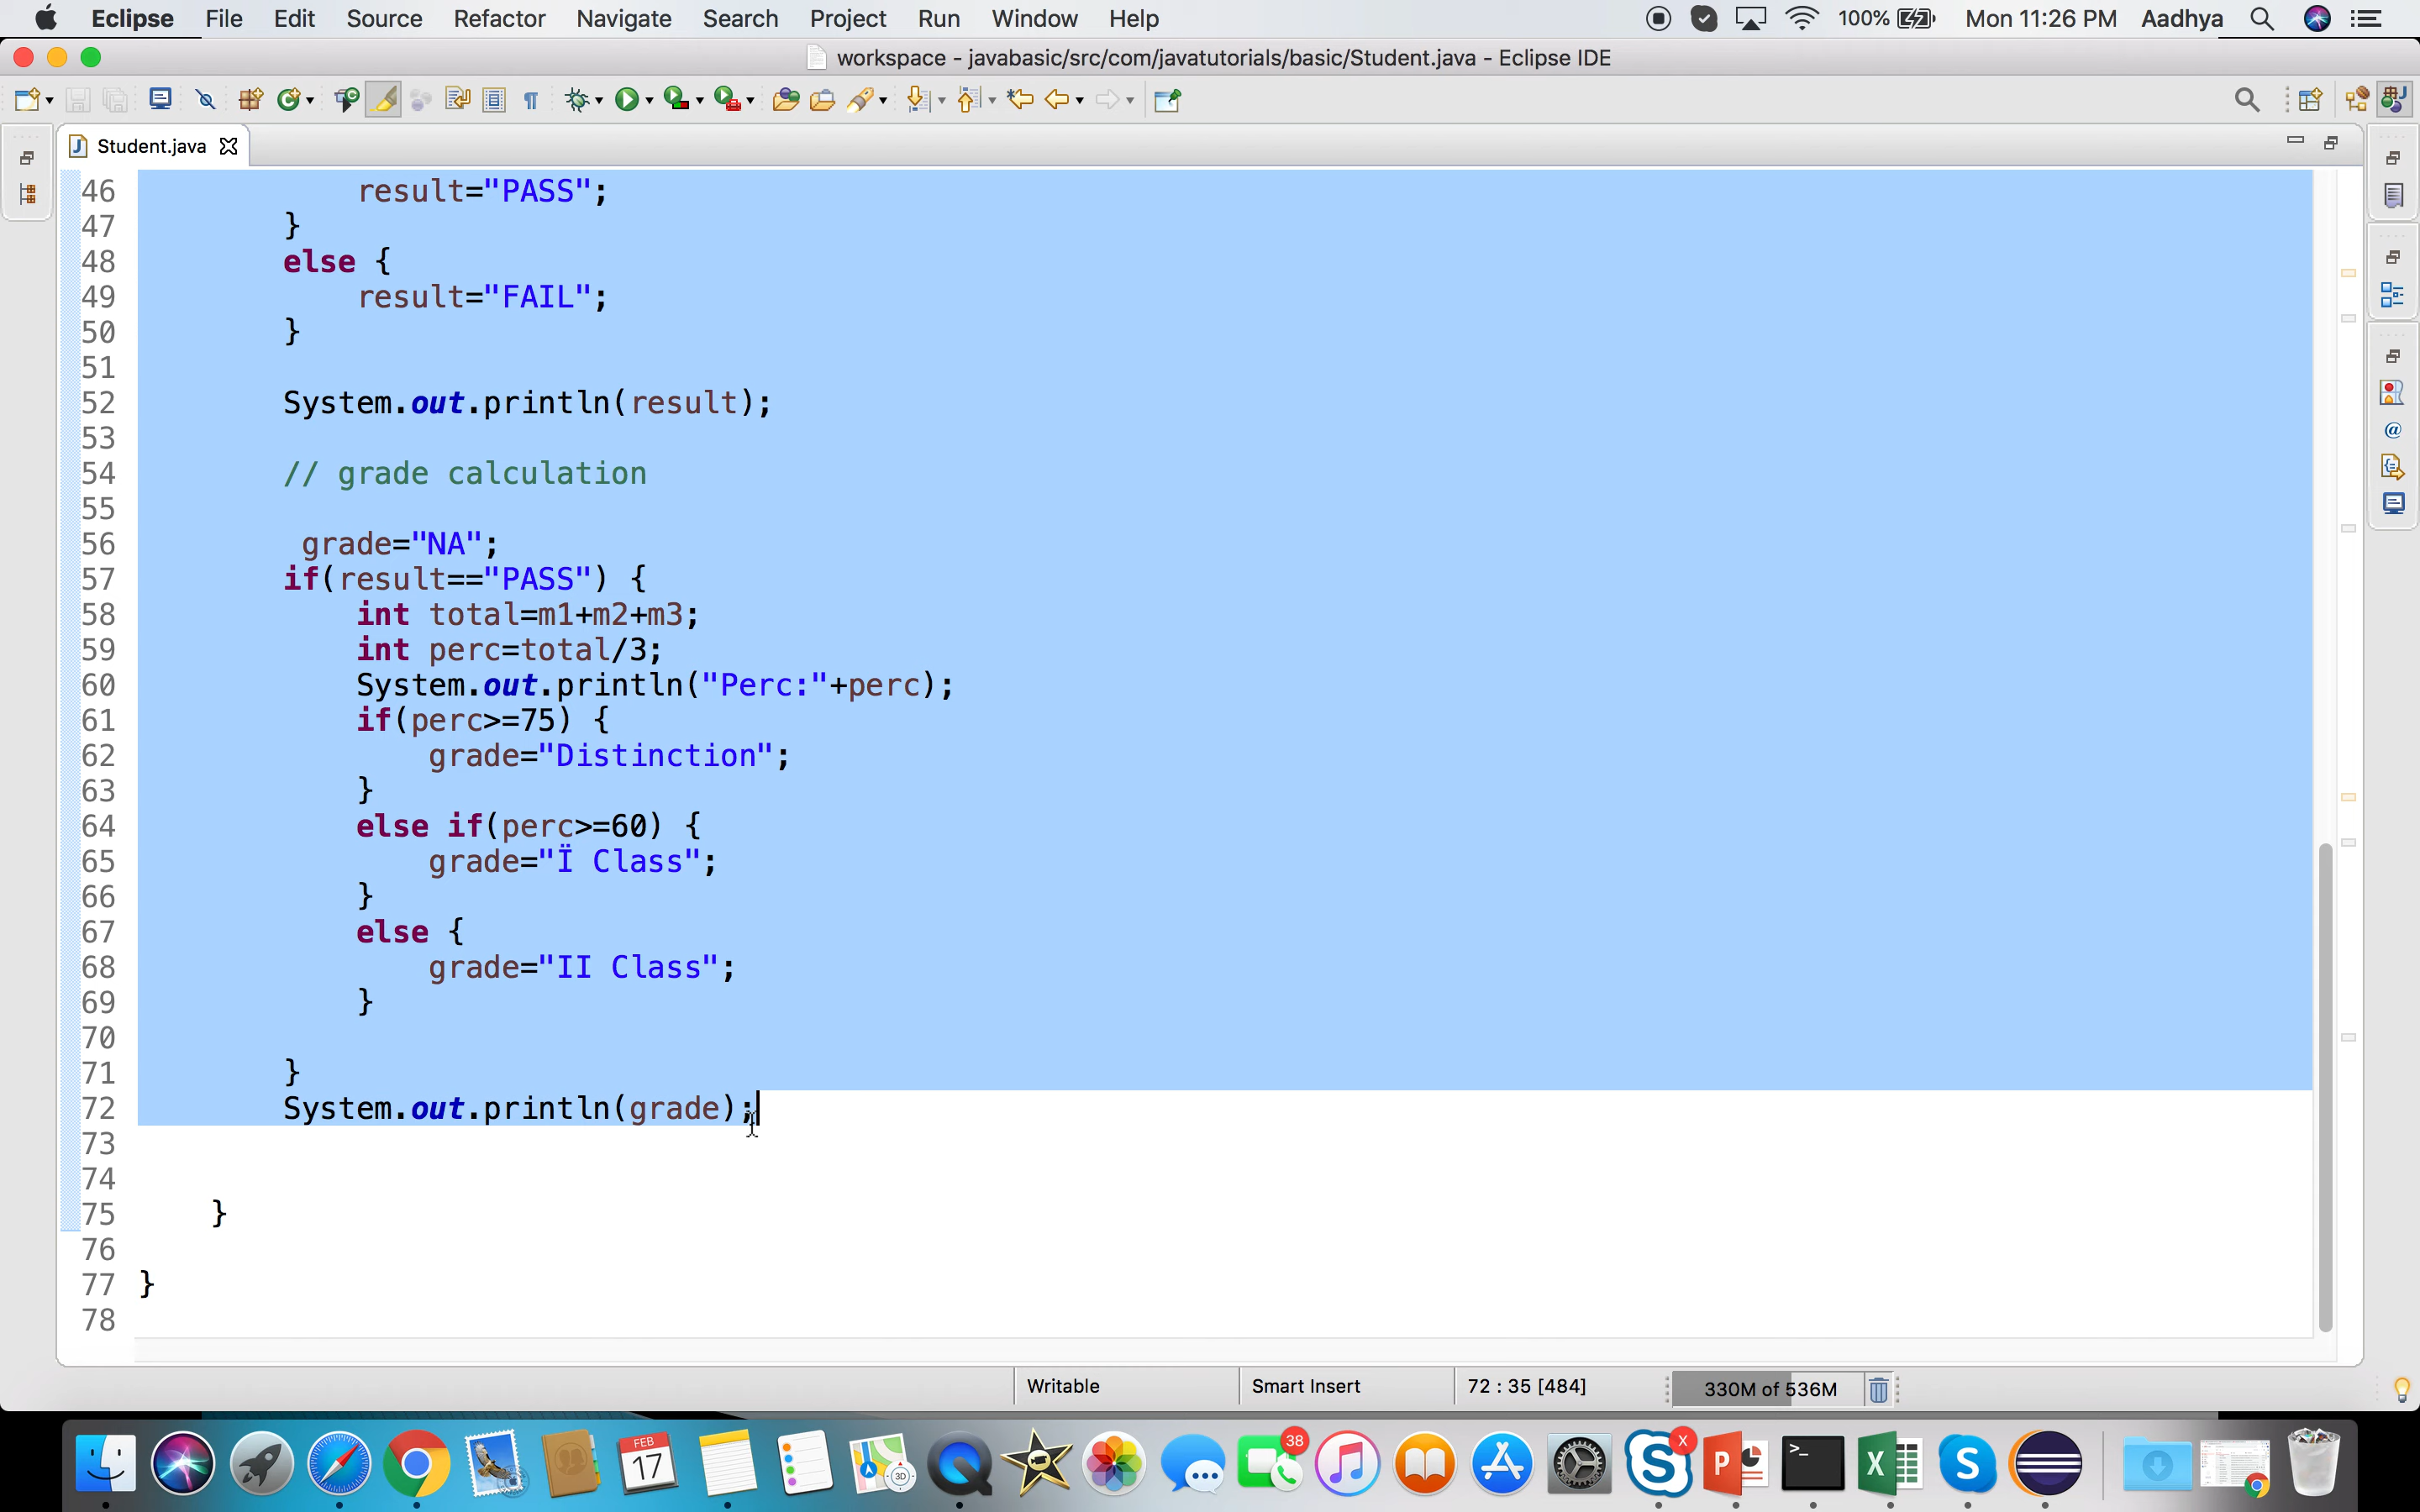 Eclipse File Edit Source Refactor Navigate Search Project Run Window Help 100% Mon 11:26 PM Aadhya
workspace - javabasic/src/com/javatutorials/basic/Student.java - Eclipse IDE
Student.java
46 result="PASS";
47 }
48 else {
49 result="FAIL";
50 }
51
52 System.out.println(result);
53
54 // grade calculation
55
56 grade="NA";
57 if(result=="PASS") {
58 int total=m1+m2+m3;
59 int perc=total/3;
60 System.out.println("Perc:"+perc);
61 if(perc>=75) {
62 grade="Distinction";
63 }
64 else if(perc>=60) {
65 grade="Ï Class";
66 }
67 else {
68 grade="II Class";
69 }
70
71 }
72 System.out.println(grade);
73
74
75 }
76
77 }
78
Writable Smart Insert 72 : 35 [484] 330M of 536M
FEB
17
3D
38
X